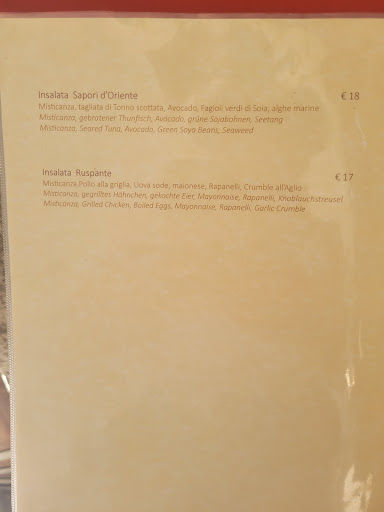 Insalata Sapori d'Oriente € 18
Misticanza, tagliata di Tonno scottata, Avocado, Fagioli verdi di Soia, alghe marine
Misticanza, gebratener Thunfisch, Avocado, grüne Sojabohnen, Seetang
Misticanza, Seared Tuna, Avocado, Green Soya Beans, Seaweed
Insalata Ruspante € 17
Misticanza,Pollo alla griglia, Uova sode, maionese, Rapanelli, Crumble all'Aglio
Misticanza, gegrilltes Hähnchen, gekochte Eier, Mayonnaise, Rapanelli, Knoblauchstreusel
Misticanza, Grilled Chicken, Boiled Eggs, Mayonnaise, Rapanelli, Garlic Crumble